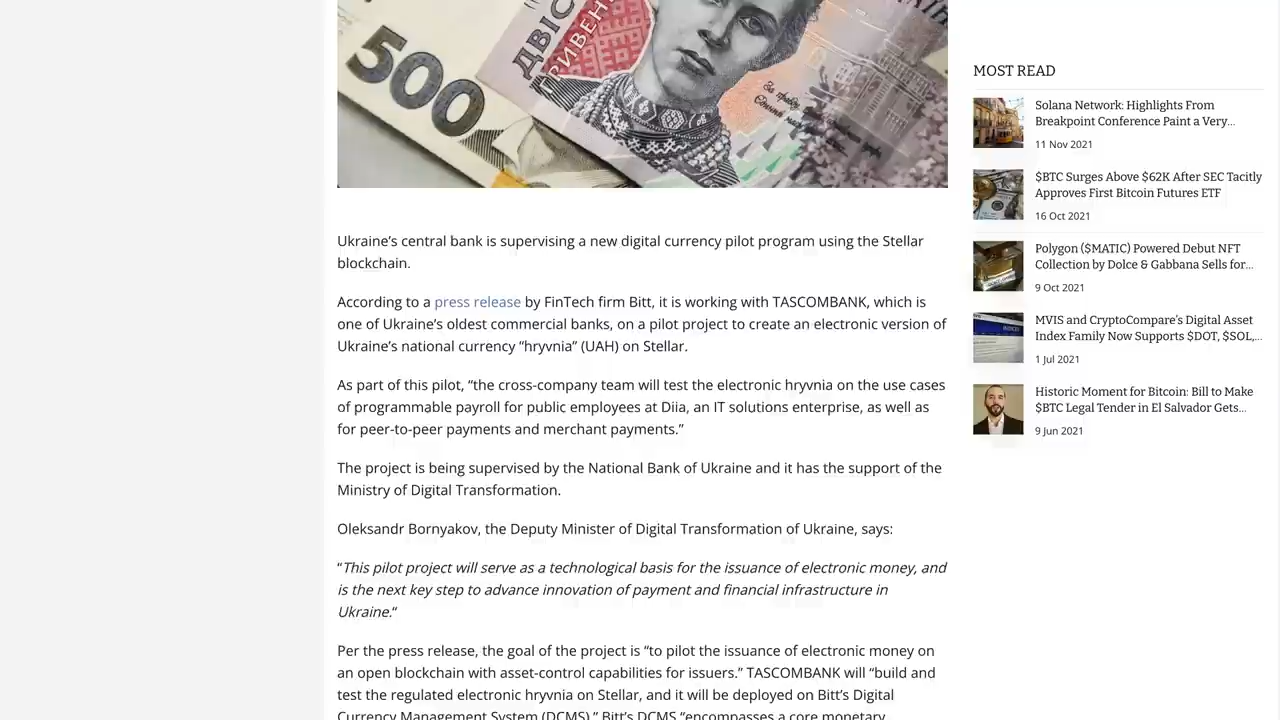 500
ДВІС
ГРИВЕН
Ukraine’s central bank is supervising a new digital currency pilot program using the Stellar
blockchain.
According to a press release by FinTech firm Bitt, it is working with TASCOMBANK, which is
one of Ukraine’s oldest commercial banks, on a pilot project to create an electronic version of
Ukraine’s national currency “hryvnia” (UAH) on Stellar.
As part of this pilot, “the cross-company team will test the electronic hryvnia on the use cases
of programmable payroll for public employees at Diia, an IT solutions enterprise, as well as
for peer-to-peer payments and merchant payments.”
The project is being supervised by the National Bank of Ukraine and it has the support of the
Ministry of Digital Transformation.
Oleksandr Bornyakov, the Deputy Minister of Digital Transformation of Ukraine, says:
“This pilot project will serve as a technological basis for the issuance of electronic money, and
is the next key step to advance innovation of payment and financial infrastructure in
Ukraine.“
Per the press release, the goal of the project is “to pilot the issuance of electronic money on
an open blockchain with asset-control capabilities for issuers.” TASCOMBANK will “build and
test the regulated electronic hryvnia on Stellar, and it will be deployed on Bitt’s Digital
Currency Management System (DCMS).” Bitt’s DCMS “encompasses a core monetary
MOST READ
Solana Network: Highlights From
Breakpoint Conference Paint a Very...
11 Nov 2021
$BTC Surges Above $62K After SEC Tacitly
Approves First Bitcoin Futures ETF
16 Oct 2021
Polygon ($MATIC) Powered Debut NFT
Collection by Dolce & Gabbana Sells for...
9 Oct 2021
MVIS and CryptoCompare’s Digital Asset
Index Family Now Supports $DOT, $SOL,...
1 Jul 2021
Historic Moment for Bitcoin: Bill to Make
$BTC Legal Tender in El Salvador Gets...
9 Jun 2021